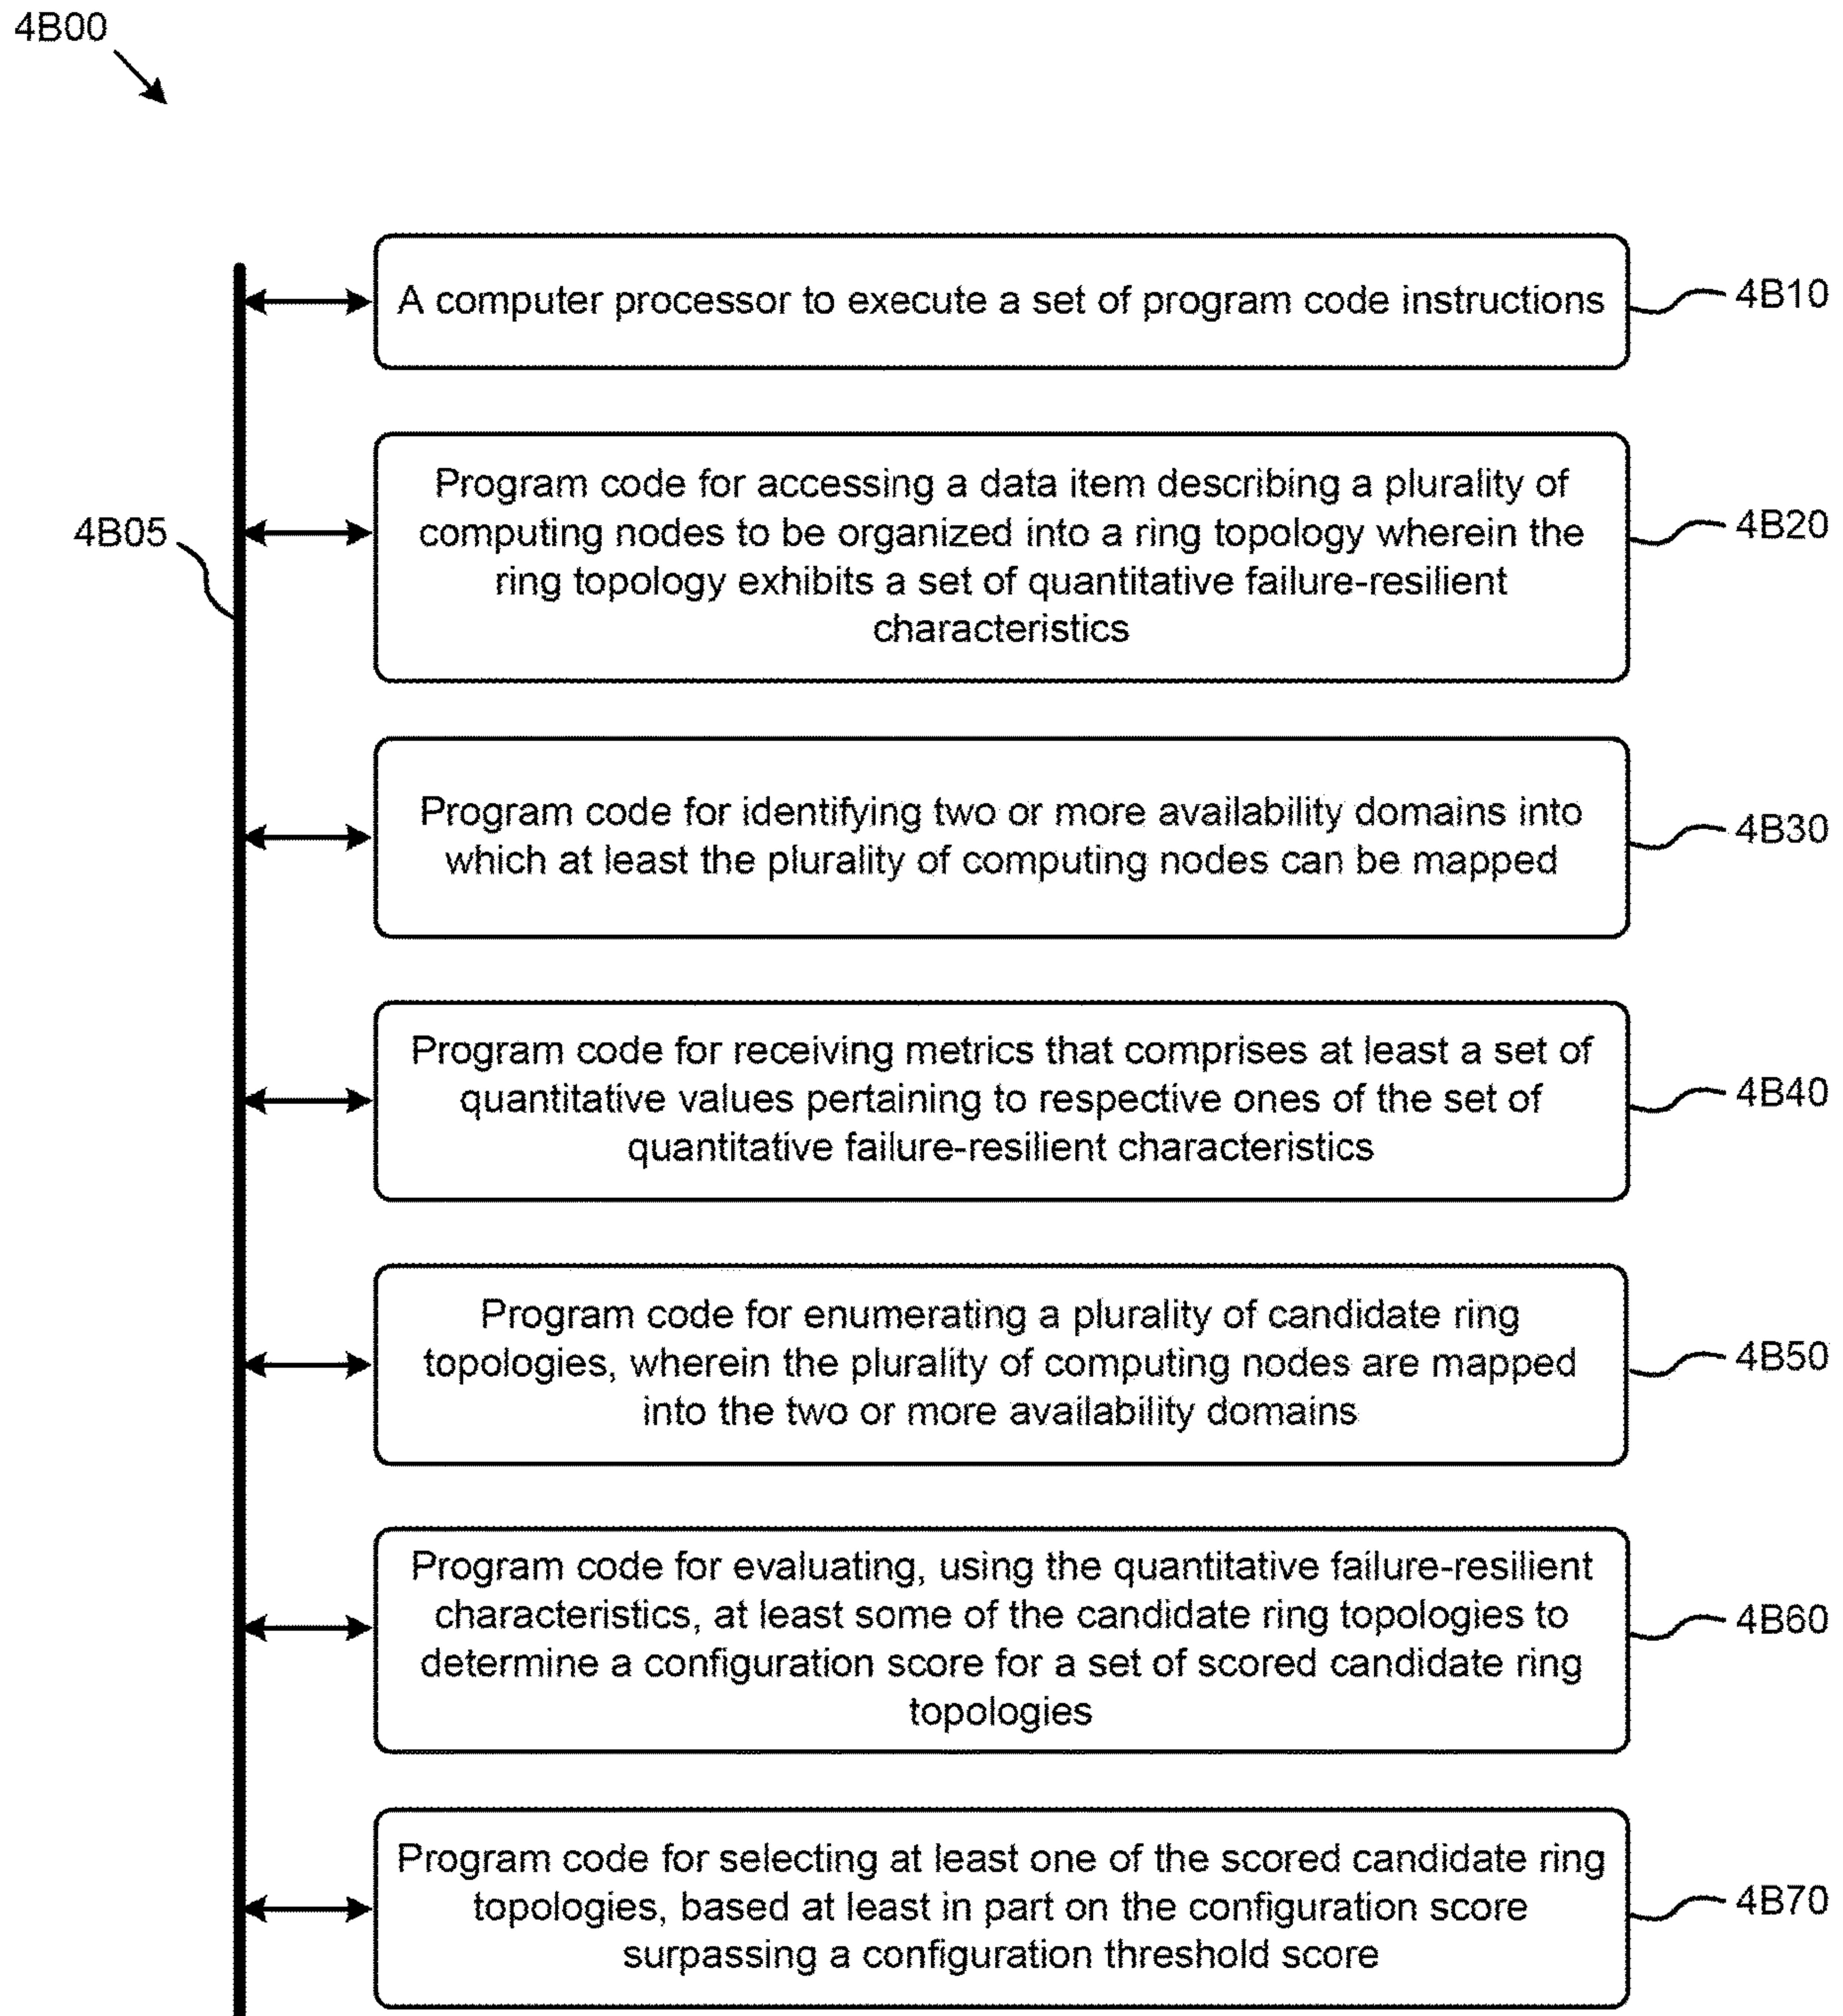 4B00
A computer processor to execute a set of program code instructions
4B10
Program code for accessing a data item describing a plurality of
computing nodes to be organized into a ring topology wherein the
ring topology exhibits a set of quantitative failure-resilient
characteristics
4B20
4B05
Program code for identifying two or more availability domains into
which at least the plurality of computing nodes can be mapped
4B30
Program code for receiving metrics that comprises at least a set of
quantitative values pertaining to respective ones of the set of
quantitative failure-resilient characteristics
4B40
Program code for enumerating a plurality of candidate ring
topologies, wherein the plurality of computing nodes are mapped
into the two or more availability domains
4B50
Program code for evaluating, using the quantitative failure-resilient
characteristics, at least some of the candidate ring topologies to
determine a configuration score for a set of scored candidate ring
topologies
4B60
Program code for selecting at least one of the scored candidate ring
topologies, based at least in part on the configuration score
surpassing a configuration threshold score
4B70